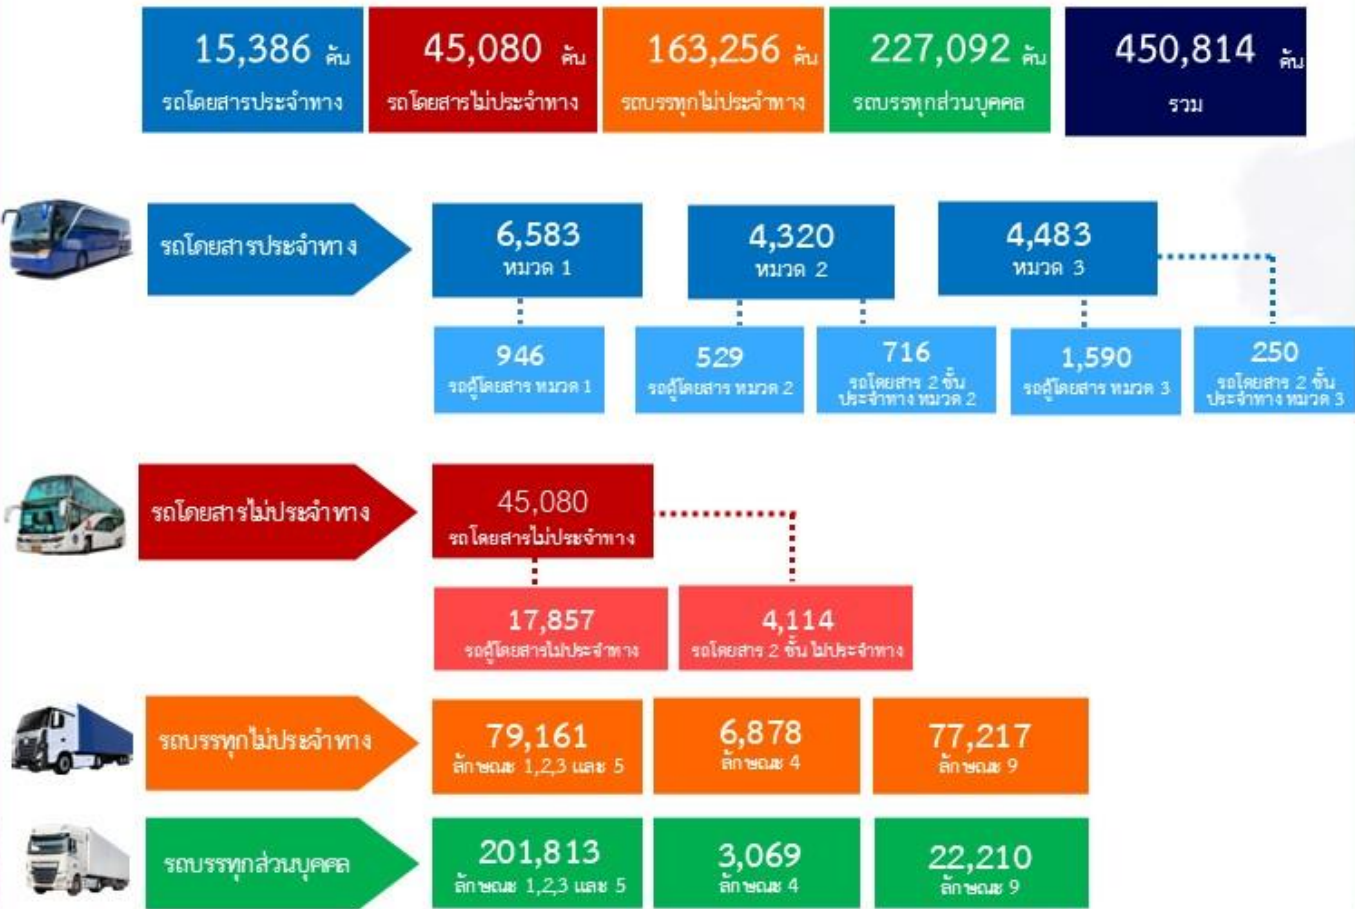 15,386 คัน
รถโดยสารประจำทาง
45,080 คัน
รถโดยสารไม่ประจำทาง
163,256 คัน
รถบรรทุกไม่ประจำทาง
227,092 คัน
รถบรรทุกส่วนบุคคล
450,814 คัน
รวม
รถโดยสารประจำทาง
6,583
หมวด 1
4,320
หมวด 2
4,483
หมวด 3
946
รถตู้โดยสาร หมวด 1
529
รถตู้โดยสาร หมวด 2
716
รถโดยสาร 2 ชั้น
ประจำทาง หมวด 2
1,590
รถตู้โดยสาร หมวด 3
250
รถโดยสาร 2 ชั้น
ประจำทาง หมวด 3
รถโดยสารไม่ประจำทาง
45,080
รถโดยสารไม่ประจำทาง
17,857
รถตู้โดยสารไม่ประจำทาง
4,114
รถโดยสาร 2 ชั้น ไม่ประจำทาง
รถบรรทุกไม่ประจำทาง
79,161
ลักษณะ 1,2,3 และ 5
6,878
ลักษณะ 4
77,217
ลักษณะ 9
รถบรรทุกส่วนบุคคล
201,813
ลักษณะ 1,2,3 และ 5
3,069
ลักษณะ 4
22,210
ลักษณะ 9